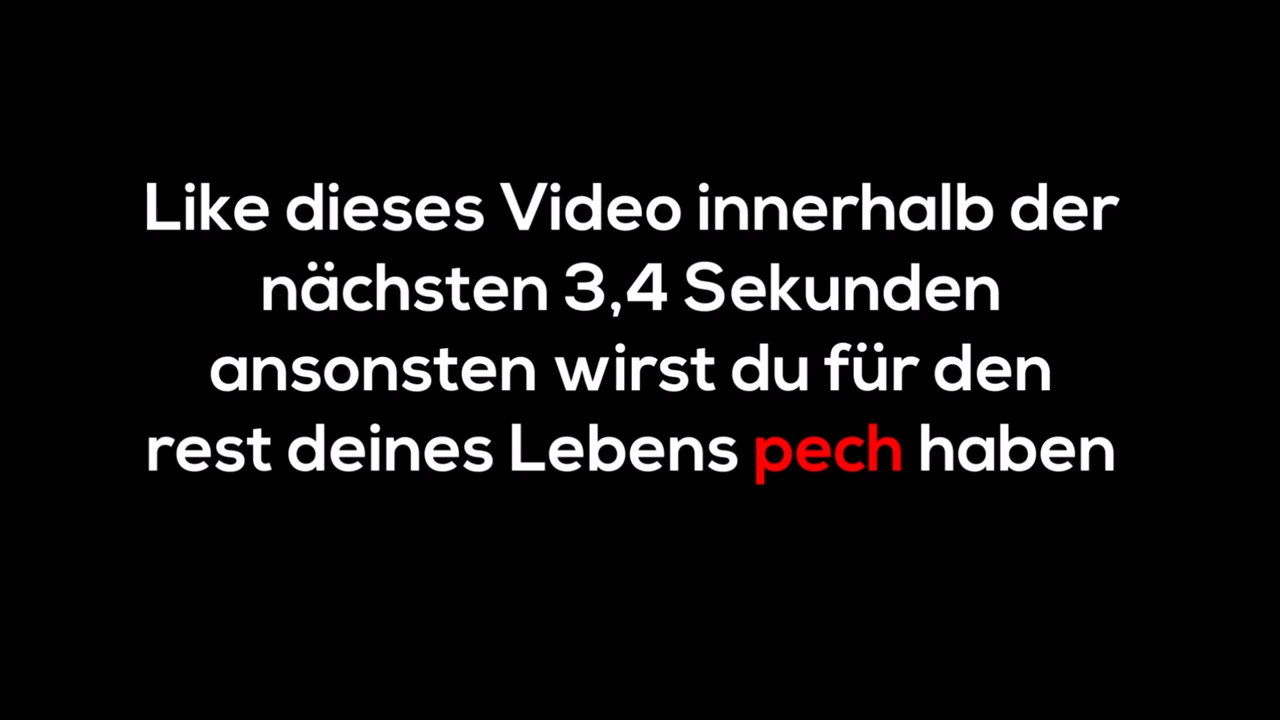 Like dieses Video innerhalb der
nächsten 3,4 Sekunden
ansonsten wirst du für den
rest deines Lebens pech haben